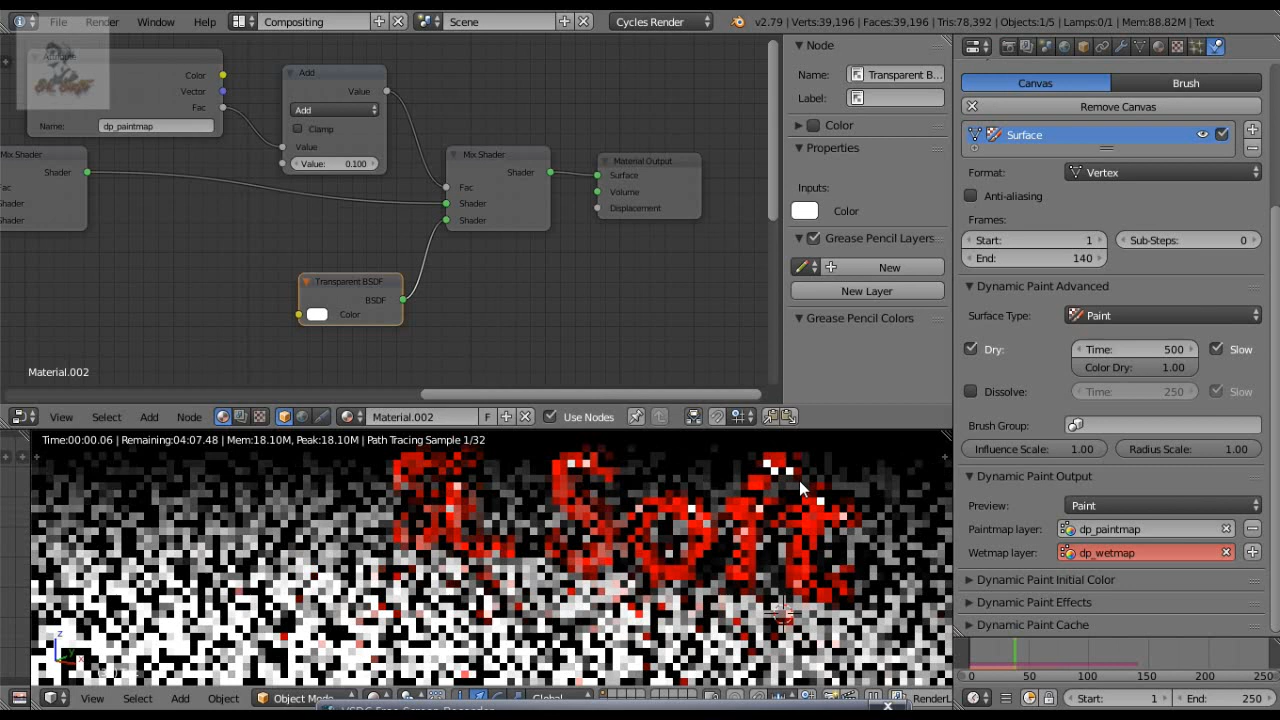 File Render Window Help Compositing Scene Cycles Render v2.79 | Verts:39,196 | Faces:39,196 | Tris:78,392 | Objects:1/5 | Lamps:0/1 | Mem:88.82M | Text
Color
Vector
Fac
Name: dp_paintmap
Add
Value
Add
Clamp
Value
Value: 0.100
Mix Shader
Shader
Fac
Shader
Shader
Mix Shader
Shader
Fac
Shader
Shader
Material Output
Surface
Volume
Displacement
Transparent BSDF
BSDF
Color
Material.002
Node
Name: Transparent B...
Label:
Color
Properties
Inputs:
Color
Grease Pencil Layers
New
New Layer
Grease Pencil Colors
Canvas Brush
Remove Canvas
Surface
Format: Vertex
Anti-aliasing
Frames:
Start: 1 Sub-Steps: 0
End: 140
Dynamic Paint Advanced
Surface Type: Paint
Dry: Time: 500 Slow
Color Dry: 1.00
Dissolve: Time: 250 Slow
Brush Group:
Influence Scale: 1.00 Radius Scale: 1.00
Dynamic Paint Output
Preview: Paint
Paintmap layer: dp_paintmap
Wetmap layer: dp_wetmap
Dynamic Paint Initial Color
Dynamic Paint Effects
Dynamic Paint Cache
View Select Add Node Material.002 F Use Nodes
Time:00:00.06 | Remaining:04:07.48 | Mem:18.10M, Peak:18.10M | Path Tracing Sample 1/32
Soft
z
0 50 100 150 200 250
View Select Add Object Object Mode Global RenderL
Start: 1 End: 250